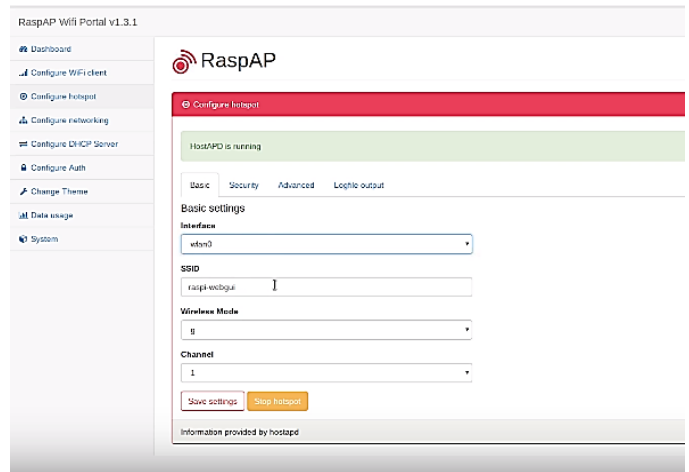 RaspAP Wifi Portal v1.3.1
Dashboard
Configure WiFi client
Configure hotspot
Configure networking
Configure DHCP Server
Configure Auth
Change Theme
Data usage
System
RaspAP
Configure hotspot
HostAPD is running
Basic Security Advanced Logfile output
Basic settings
Interface
wlan0
SSID
raspi-webgui
Wireless Mode
g
Channel
1
Save settings Stop hotspot
Information provided by hostapd